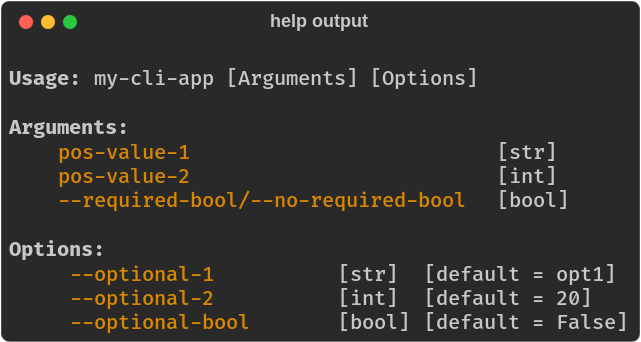 help output
Usage: my-cli-app [Arguments] [Options]
Arguments:
pos-value-1 [str]
pos-value-2 [int]
--required-bool/--no-required-bool [bool]
Options:
--optional-1 [str] [default = opt1]
--optional-2 [int] [default = 20]
--optional-bool [bool] [default = False]